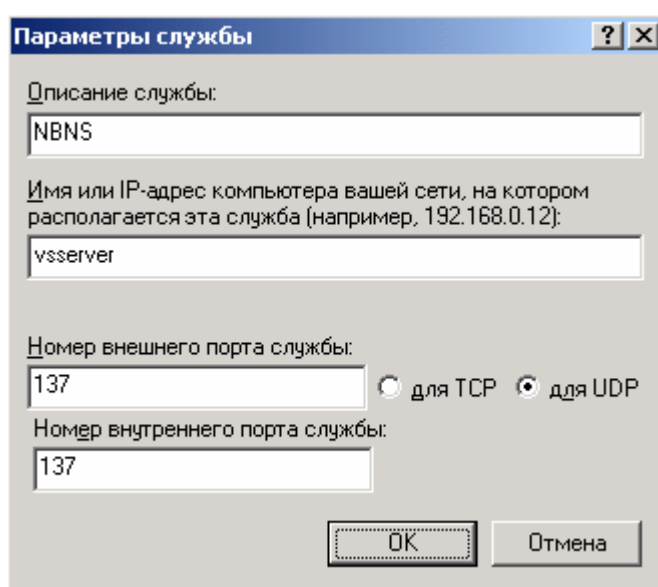 Параметры службы
Описание службы:
NBNS
Имя или IP-адрес компьютера вашей сети, на котором
располагается эта служба (например, 192.168.0.12):
vsserver
Номер внешнего порта службы:
137 для TCP для UDP
Номер внутреннего порта службы:
137
OK Отмена